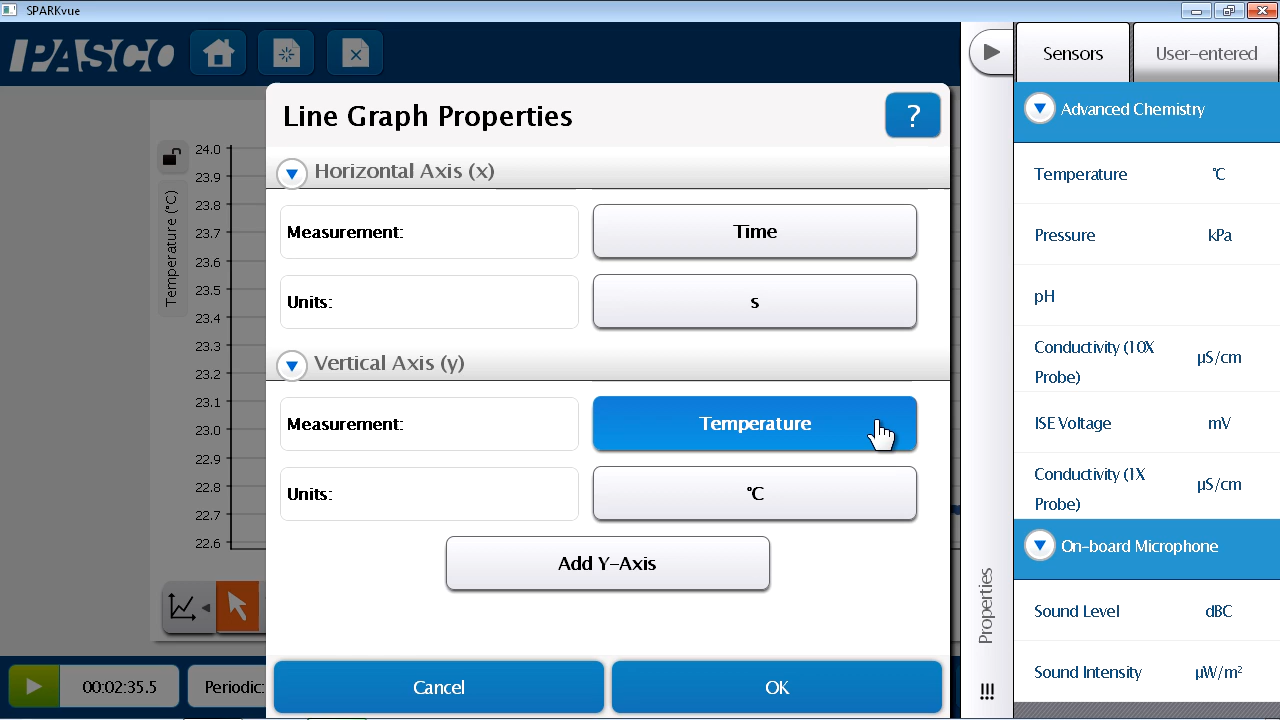 SPARKvue
PASCO
Sensors
User-entered
Line Graph Properties
?
Advanced Chemistry
Horizontal Axis (x)
Measurement:
Time
Units:
s
Vertical Axis (y)
Measurement:
Temperature
Units:
°C
Add Y-Axis
Cancel
OK
Temperature (°C)
24.0
23.9
23.8
23.7
23.6
23.5
23.4
23.3
23.2
23.1
23.0
22.9
22.8
22.7
22.6
00:02:35.5
Periodic:
Properties
Temperature °C
Pressure kPa
pH
Conductivity (10X
Probe) µS/cm
ISE Voltage mV
Conductivity (1X
Probe) µS/cm
On-board Microphone
Sound Level dBC
Sound Intensity µW/m²